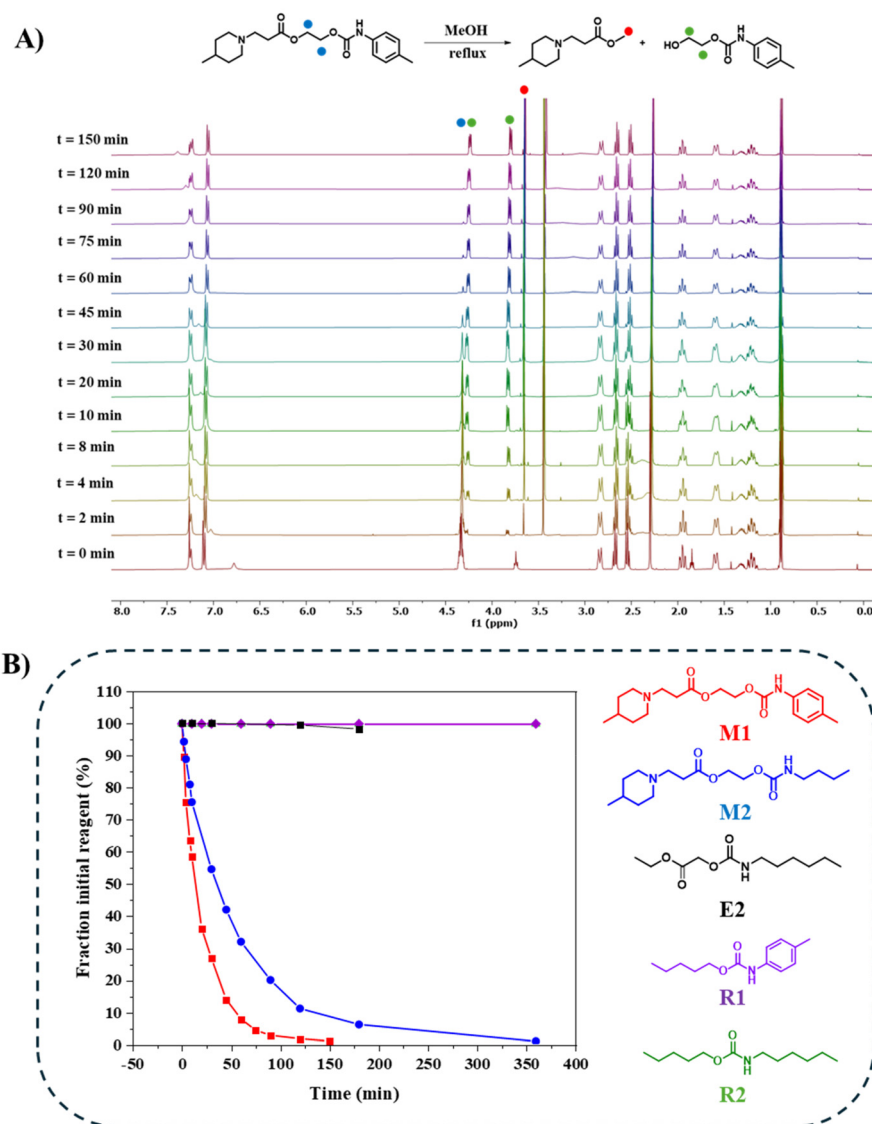 A)
O
N
O
O
O
H
N
O
MeOH
reflux
N
O
O
+
HO
O
H
N
O
t = 150 min
t = 120 min
t = 90 min
t = 75 min
t = 60 min
t = 45 min
t = 30 min
t = 20 min
t = 10 min
t = 8 min
t = 4 min
t = 2 min
t = 0 min
8.0 7.5 7.0 6.5 6.0 5.5 5.0 4.5 4.0 3.5 3.0 2.5 2.0 1.5 1.0 0.5 0.0
f1 (ppm)
B)
Fraction initial reagent (%)
110
100
90
80
70
60
50
40
30
20
10
0
-50 0 50 100 150 200 250 300 350 400
Time (min)
O
N
O
O
O
H
N
M1
O
N
O
O
O
H
N
M2
O
O
O
O
N
H
E2
O
O
N
H
R1
O
O
N
H
R2